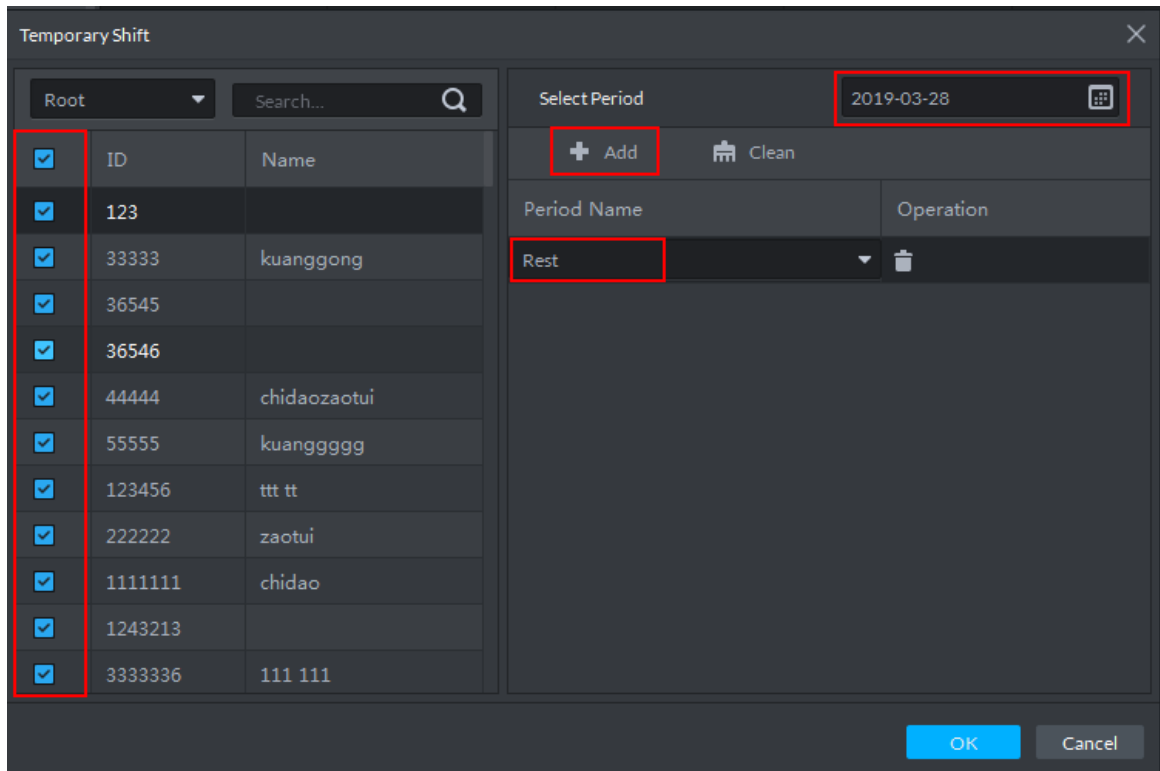 Temporary Shift
Root Search... Select Period 2019-03-28
Add Clean
ID Name
Period Name Operation
123
Rest
33333 kuanggong
36545
36546
44444 chidaozaotui
55555 kuanggggg
123456 ttt tt
222222 zaotui
1111111 chidao
1243213
3333336 111 111
OK Cancel